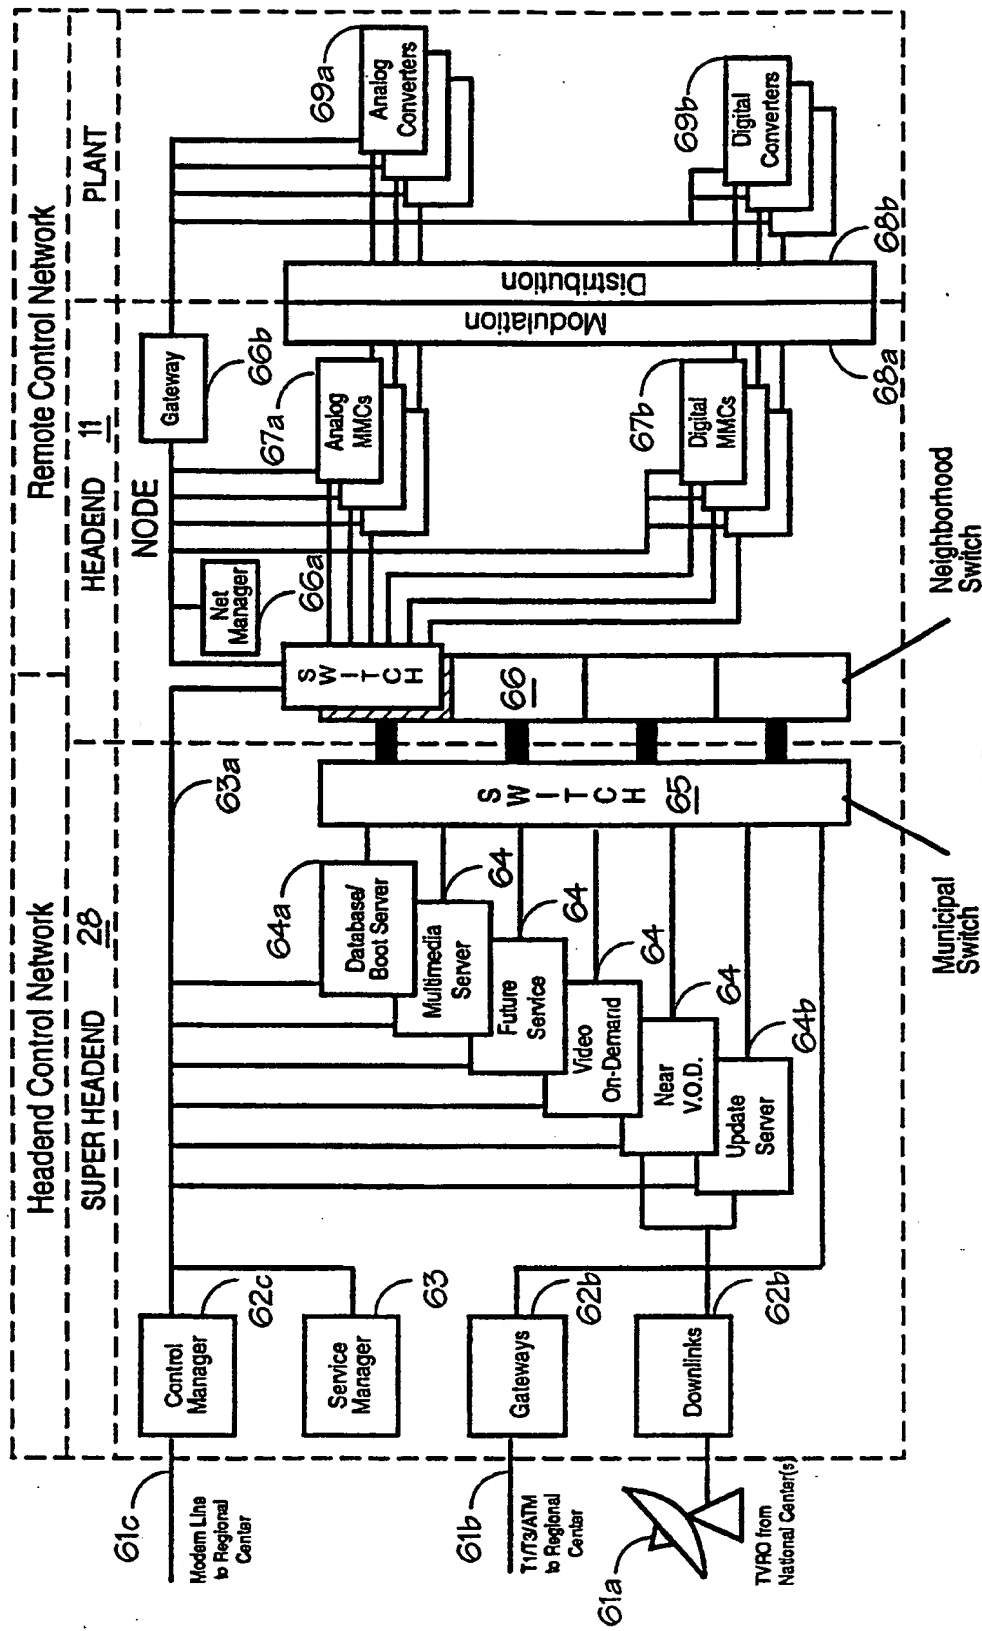 Headend Control Network
Remote Control Network
SUPER HEADEND
28
HEADEND
11
PLANT
NODE
61c
Modem Line
to Regional
Center
61b
T1/T3/ATM
to Regional
Center
61a
TVRO from
National Center(s)
Control
Manager
62c
Service
Manager
63
Gateways
62b
Downlinks
62b
63a
64a
Database/
Boot Server
Multimedia
Server
64
Future
Service
64
Video
On-Demand
64
Near
V.O.D.
64
Update
Server
64b
SWITCH
65
Municipal
Switch
SWITCH
66
Neighborhood
Switch
Net
Manager
66a
Gateway
66b
67a
Analog
MMCs
67b
Digital
MMCs
Modulation
68a
Distribution
68b
69a
Analog
Converters
69b
Digital
Converters